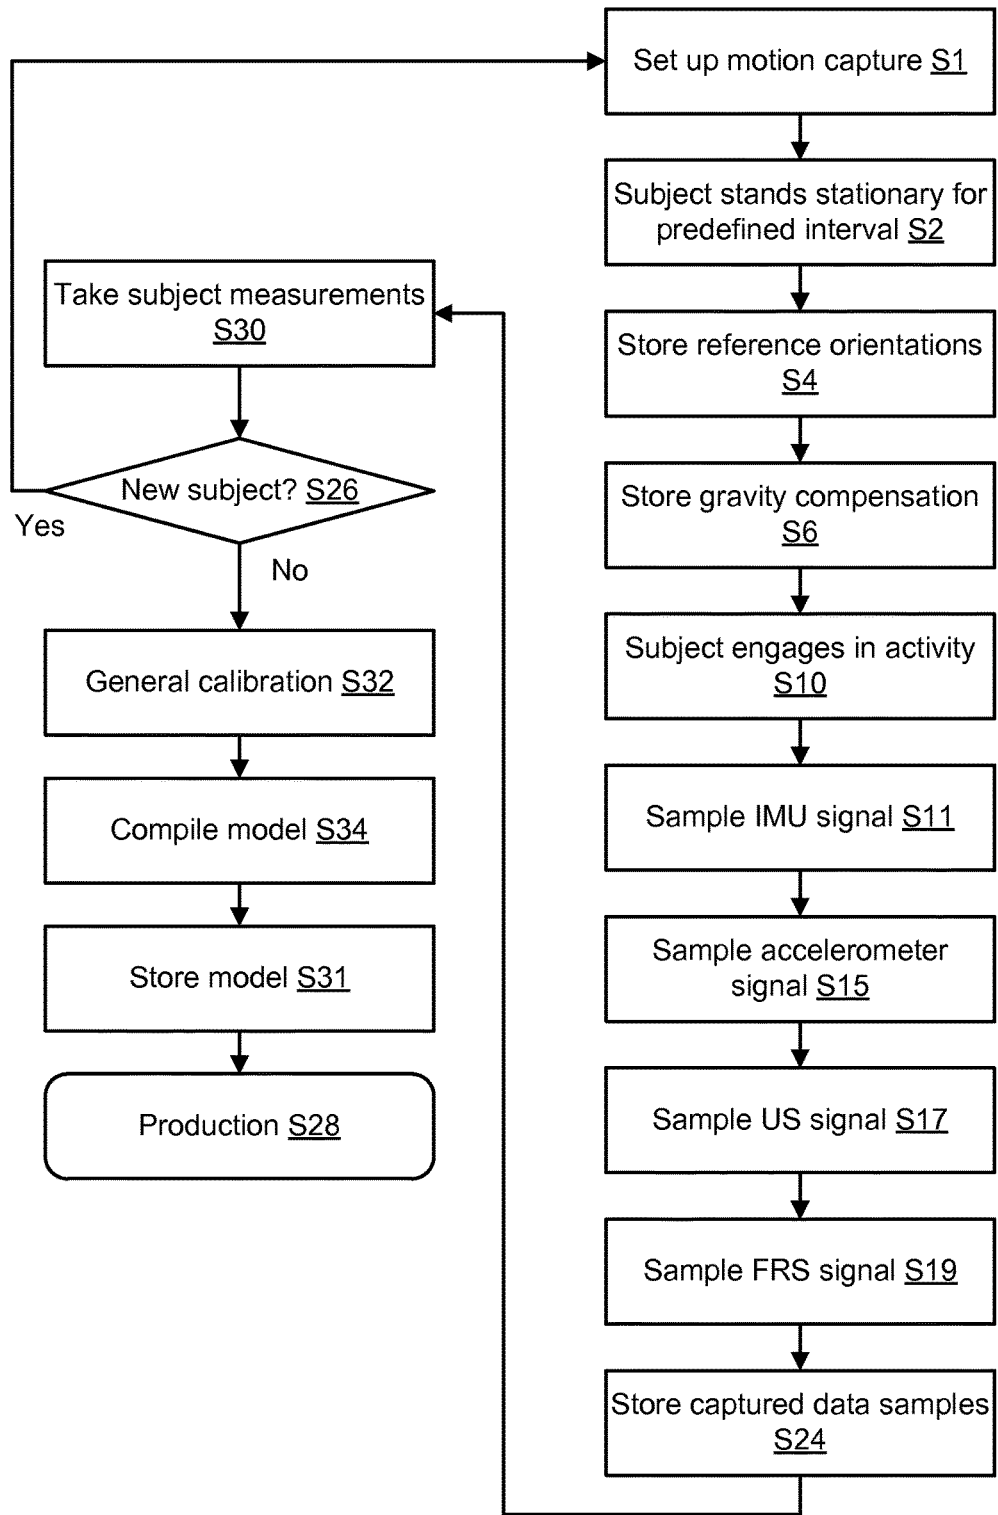 Set up motion capture S1
Subject stands stationary for
predefined interval S2
Store reference orientations
S4
Store gravity compensation
S6
Subject engages in activity
S10
Sample IMU signal S11
Sample accelerometer
signal S15
Sample US signal S17
Sample FRS signal S19
Store captured data samples
S24
Take subject measurements
S30
New subject? S26
Yes
No
General calibration S32
Compile model S34
Store model S31
Production S28